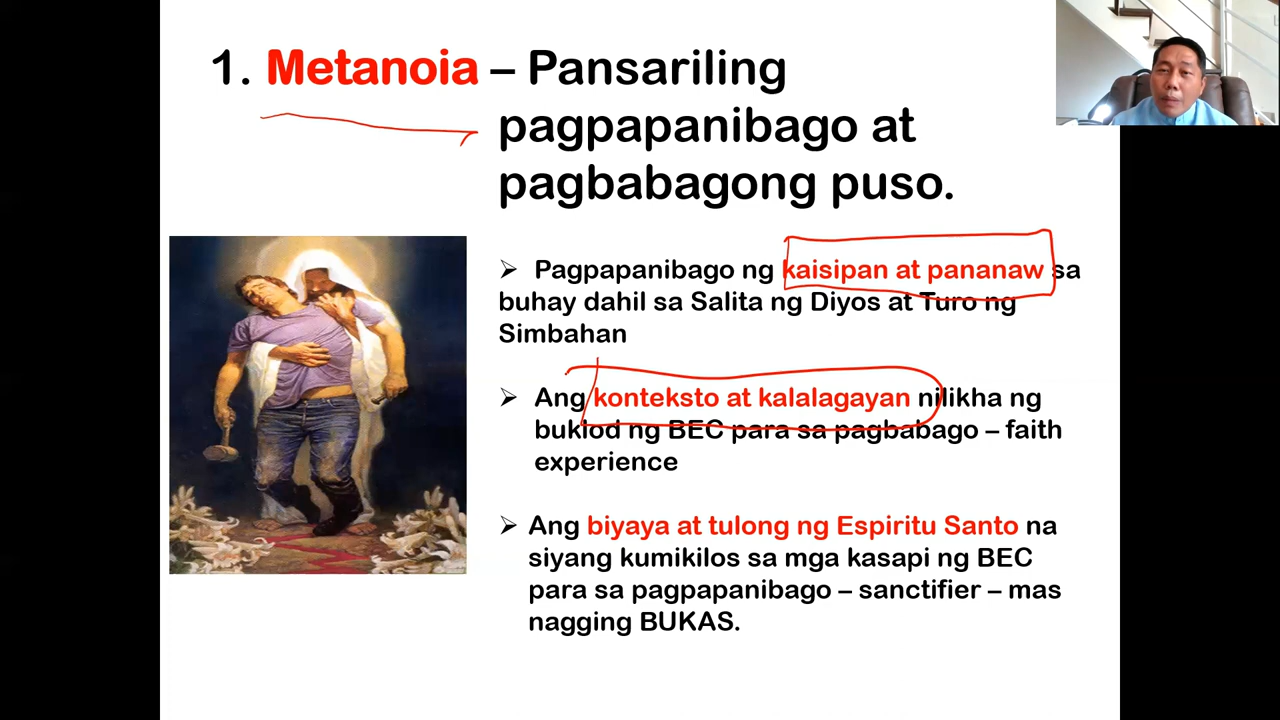 1. Metanoia – Pansariling
pagpapanibago at
pagbabagong puso.
➢ Pagpapanibago ng kaisipan at pananaw sa
buhay dahil sa Salita ng Diyos at Turo ng
Simbahan
➢ Ang konteksto at kalalagayan nilikha ng
buklod ng BEC para sa pagbabago – faith
experience
➢ Ang biyaya at tulong ng Espiritu Santo na
siyang kumikilos sa mga kasapi ng BEC
para sa pagpapanibago – sanctifier – mas
nagging BUKAS.